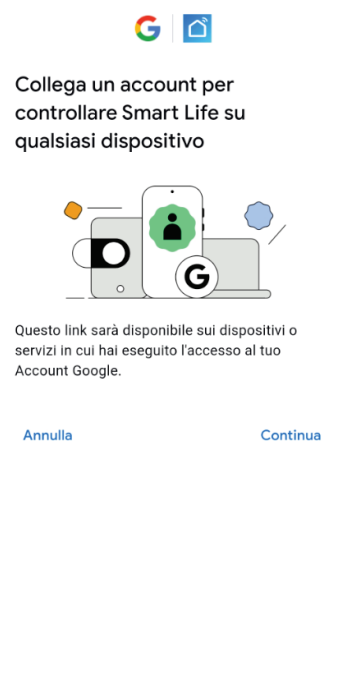 Collega un account per
controllare Smart Life su
qualsiasi dispositivo
Questo link sarà disponibile sui dispositivi o
servizi in cui hai eseguito l'accesso al tuo
Account Google.
Annulla
Continua